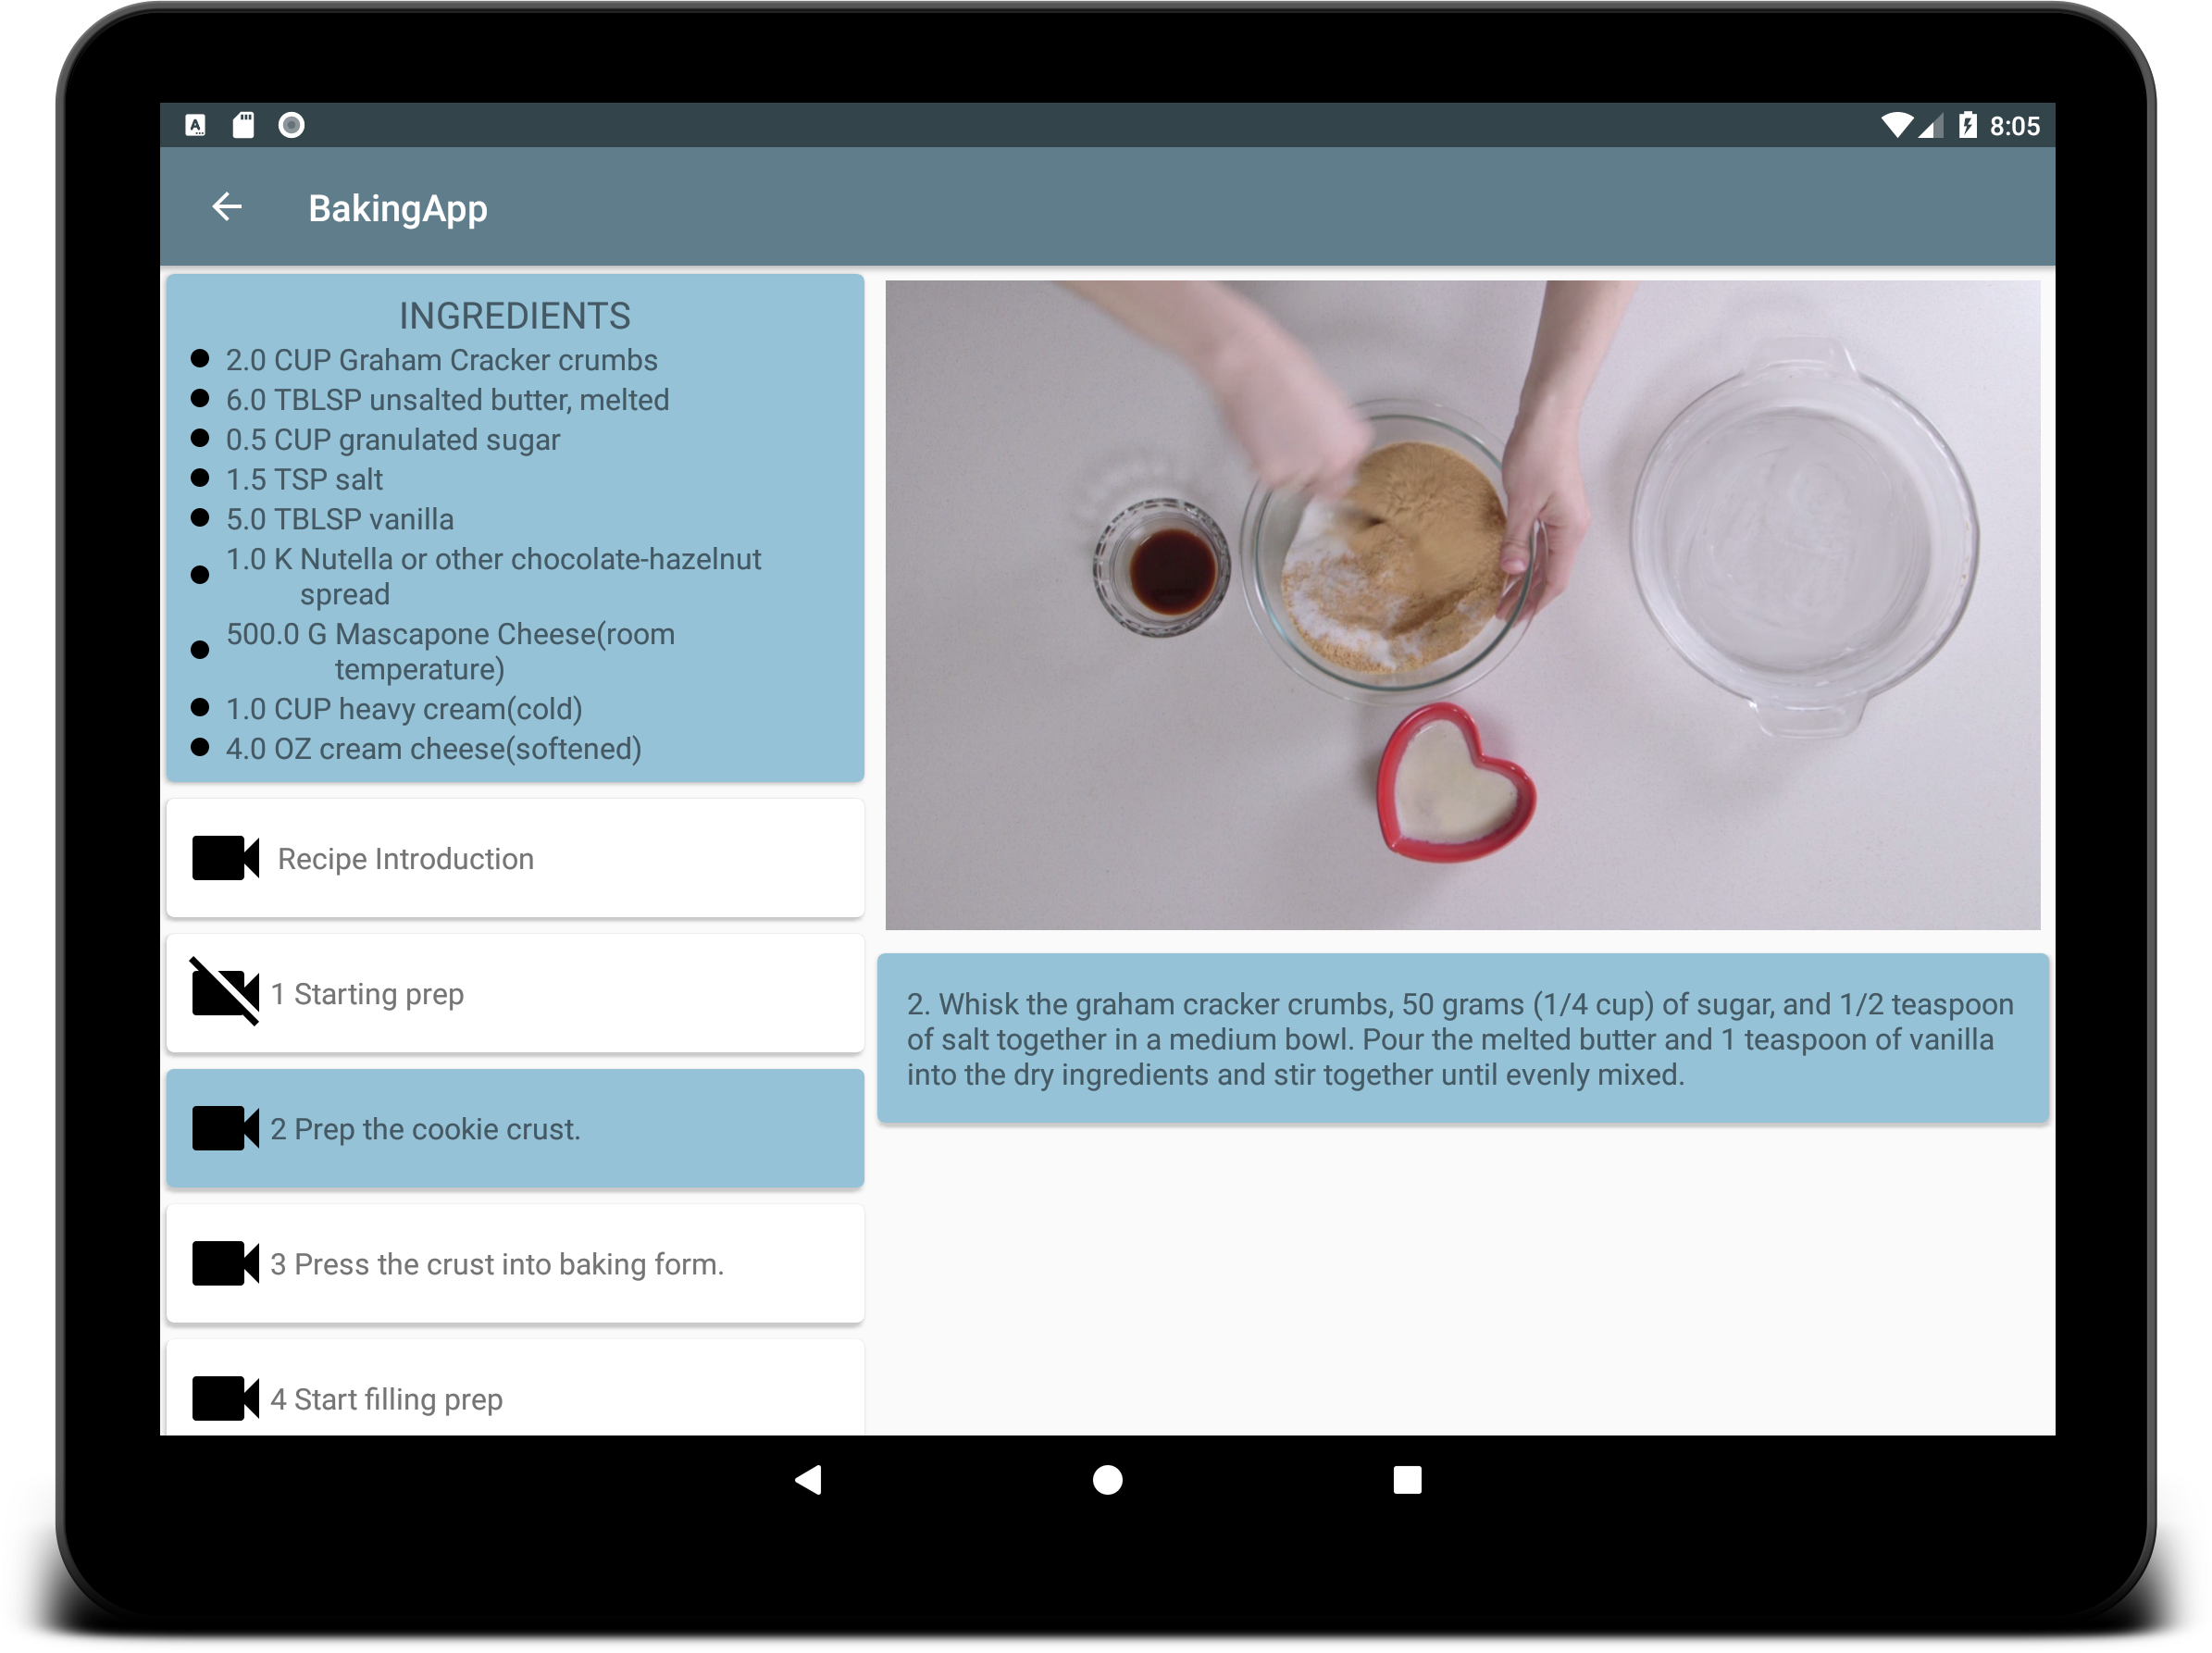 8:05
BakingApp
INGREDIENTS
2.0 CUP Graham Cracker crumbs
6.0 TBLSP unsalted butter, melted
0.5 CUP granulated sugar
1.5 TSP salt
5.0 TBLSP vanilla
1.0 K Nutella or other chocolate-hazelnut
spread
500.0 G Mascapone Cheese(room
temperature)
1.0 CUP heavy cream(cold)
4.0 OZ cream cheese(softened)
Recipe Introduction
1 Starting prep
2 Prep the cookie crust.
3 Press the crust into baking form.
4 Start filling prep
2. Whisk the graham cracker crumbs, 50 grams (1/4 cup) of sugar, and 1/2 teaspoon
of salt together in a medium bowl. Pour the melted butter and 1 teaspoon of vanilla
into the dry ingredients and stir together until evenly mixed.